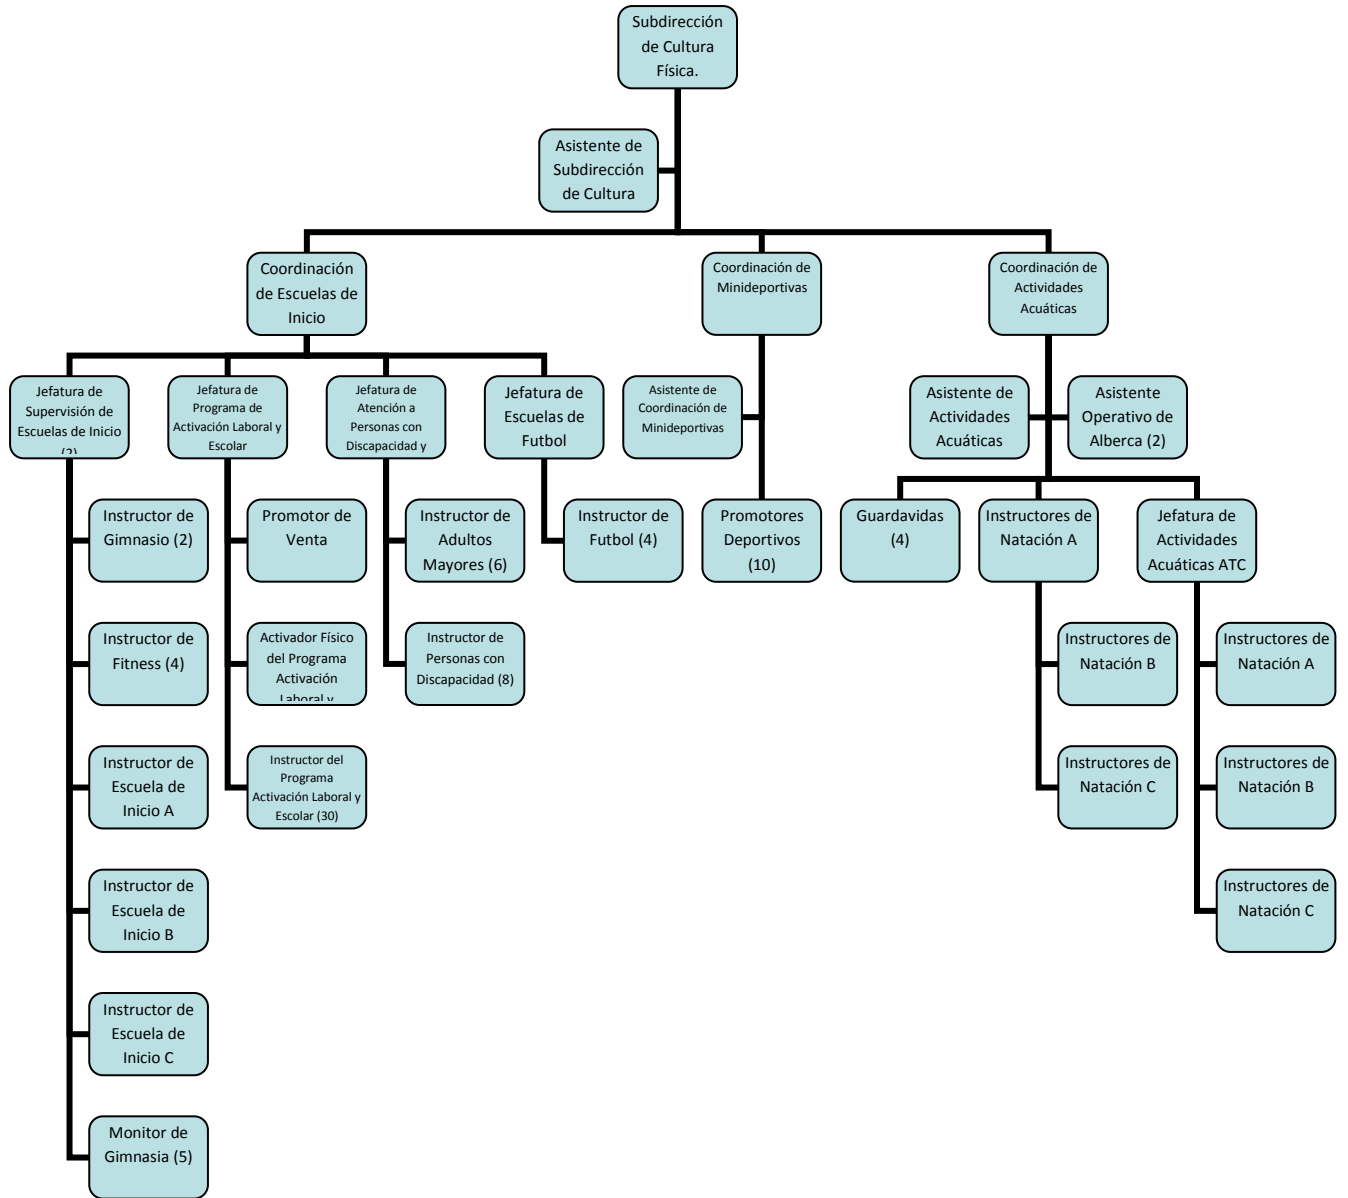 Subdirección
de Cultura
Física.
Asistente de
Subdirección
de Cultura
Coordinación
de Escuelas de
Inicio
Coordinación de
Minideportivas
Coordinación de
Actividades
Acuáticas
Jefatura de
Supervisión de
Escuelas de Inicio
(2)
Jefatura de
Programa de
Activación Laboral y
Escolar
Jefatura de
Atención a
Personas con
Discapacidad y
Jefatura de
Escuelas de
Futbol
Asistente de
Coordinación de
Minideportivas
Asistente de
Actividades
Acuáticas
Asistente
Operativo de
Alberca (2)
Instructor de
Gimnasio (2)
Promotor de
Venta
Instructor de
Adultos
Mayores (6)
Instructor de
Futbol (4)
Promotores
Deportivos
(10)
Guardavidas
(4)
Instructores de
Natación A
Jefatura de
Actividades
Acuáticas ATC
Instructor de
Fitness (4)
Activador Físico
del Programa
Activación
Laboral y
Instructor de
Personas con
Discapacidad (8)
Instructores de
Natación B
Instructores de
Natación A
Instructor de
Escuela de
Inicio A
Instructor del
Programa
Activación Laboral y
Escolar (30)
Instructores de
Natación C
Instructores de
Natación B
Instructor de
Escuela de
Inicio B
Instructores de
Natación C
Instructor de
Escuela de
Inicio C
Monitor de
Gimnasia (5)